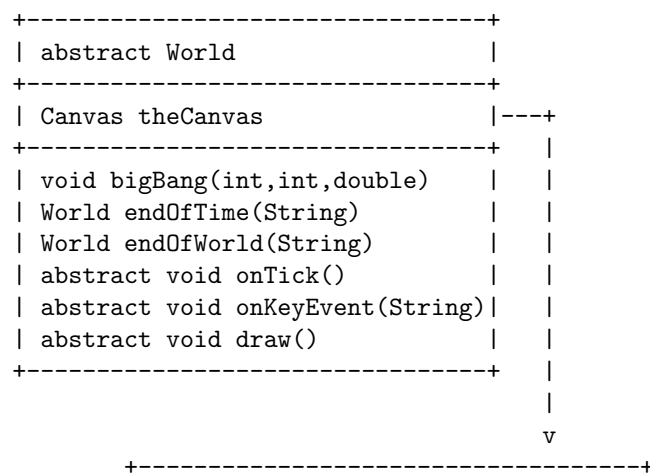 +---------------------------------+
| abstract World                  |
+---------------------------------+
| Canvas theCanvas                |---+
+---------------------------------+   |
| void bigBang(int,int,double)    |   |
| World endOfTime(String)         |   |
| World endOfWorld(String)        |   |
| abstract void onTick()          |   |
| abstract void onKeyEvent(String)|   |
| abstract void draw()            |   |
+---------------------------------+   |
                                      |
                                      v
        +------------------------------------+